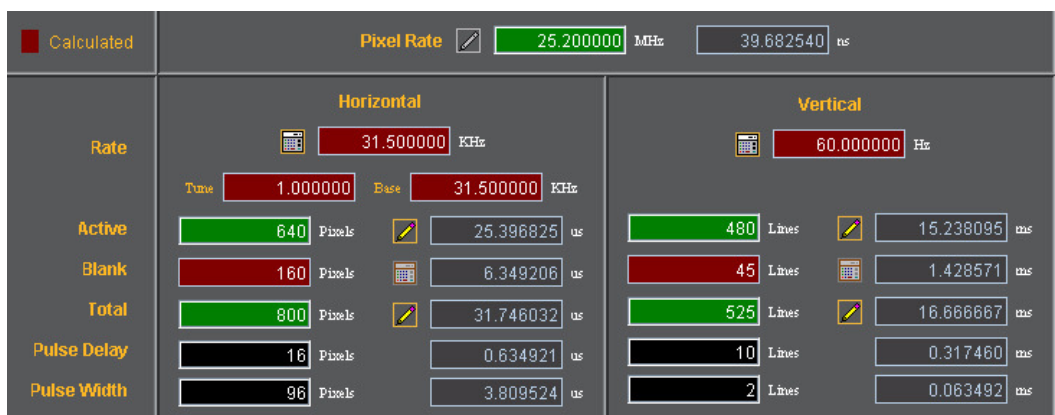 Calculated
Pixel Rate 25.200000 MHz 39.682540 ns
Horizontal Vertical
Rate 31.500000 KHz 60.000000 Hz
Tune 1.000000 Base 31.500000 KHz
Active 640 Pixels 25.396825 us 480 Lines 15.238095 ms
Blank 160 Pixels 6.349206 us 45 Lines 1.428571 ms
Total 800 Pixels 31.746032 us 525 Lines 16.666667 ms
Pulse Delay 16 Pixels 0.634921 us 10 Lines 0.317460 ms
Pulse Width 96 Pixels 3.809524 us 2 Lines 0.063492 ms